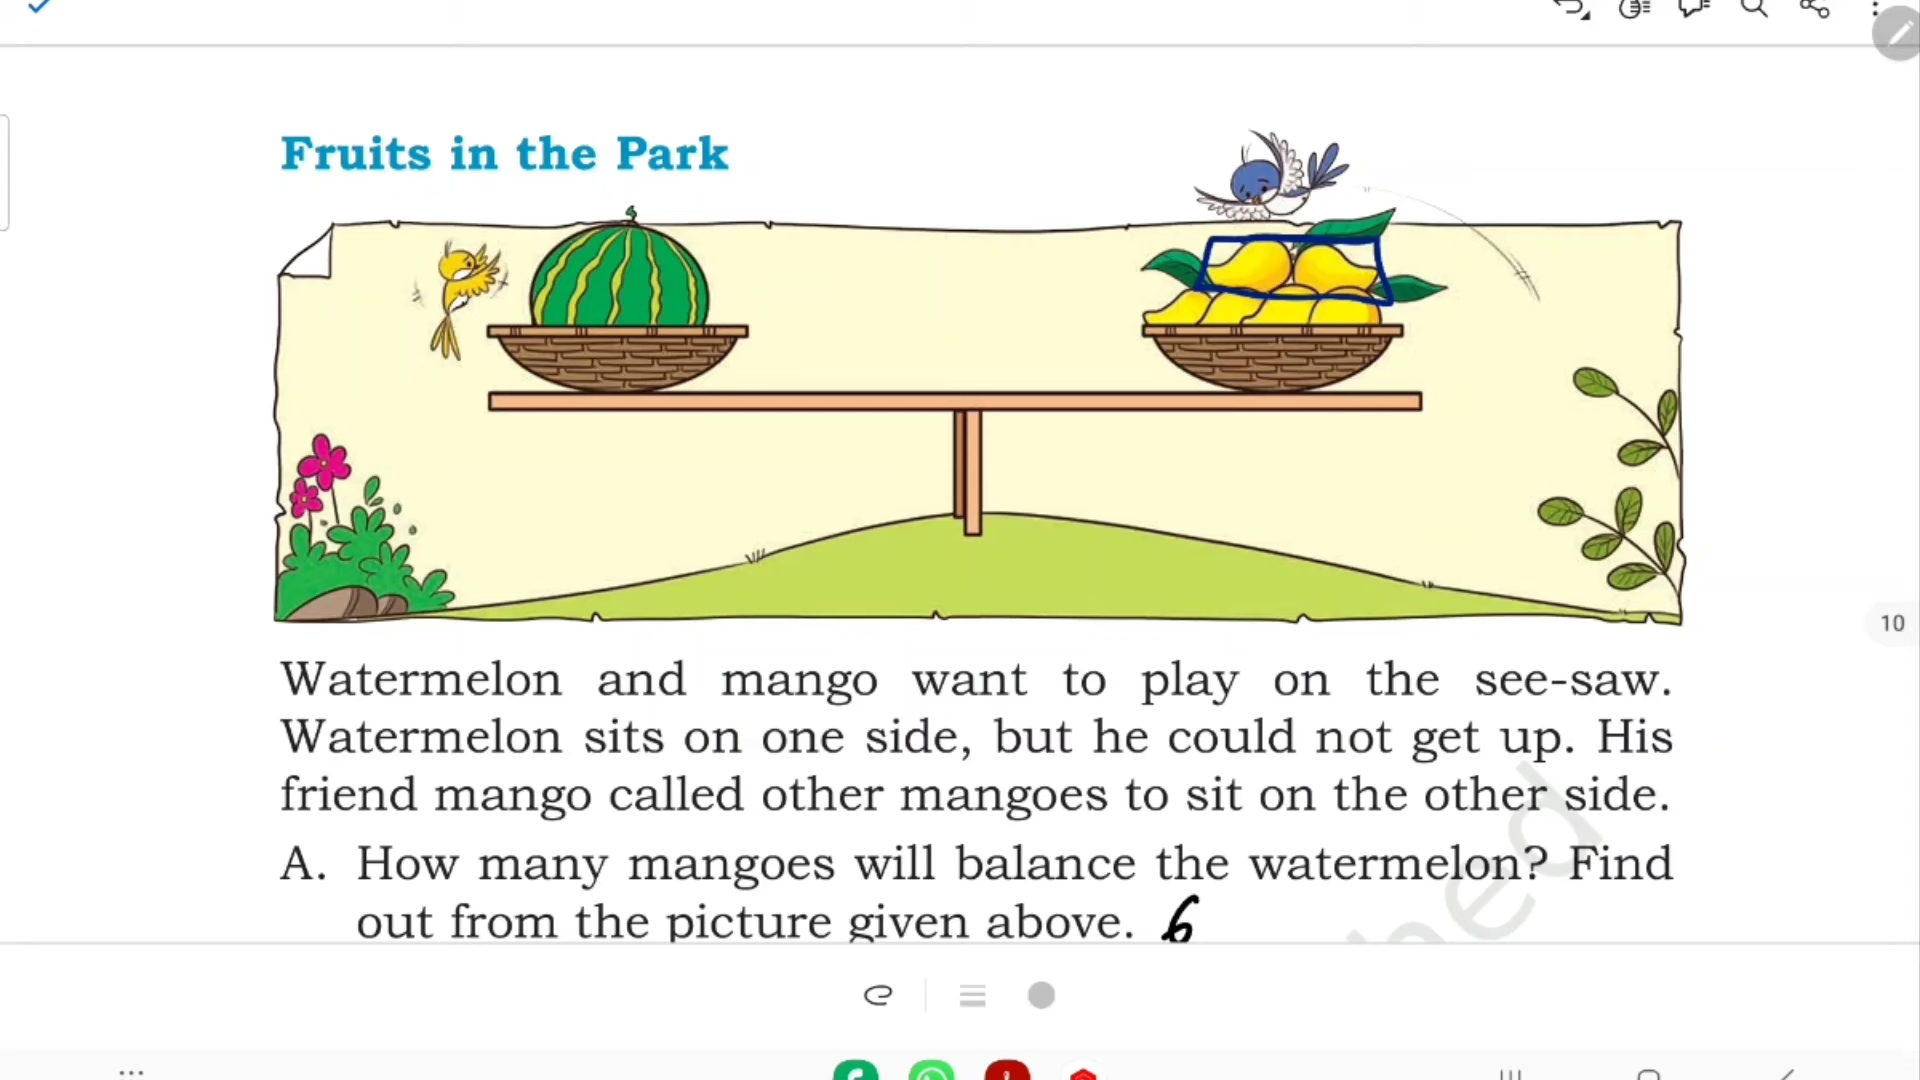 Fruits in the Park
10
Watermelon and mango want to play on the see-saw.
Watermelon sits on one side, but he could not get up. His
friend mango called other mangoes to sit on the other side.
A. How many mangoes will balance the watermelon? Find
out from the picture given above. 6